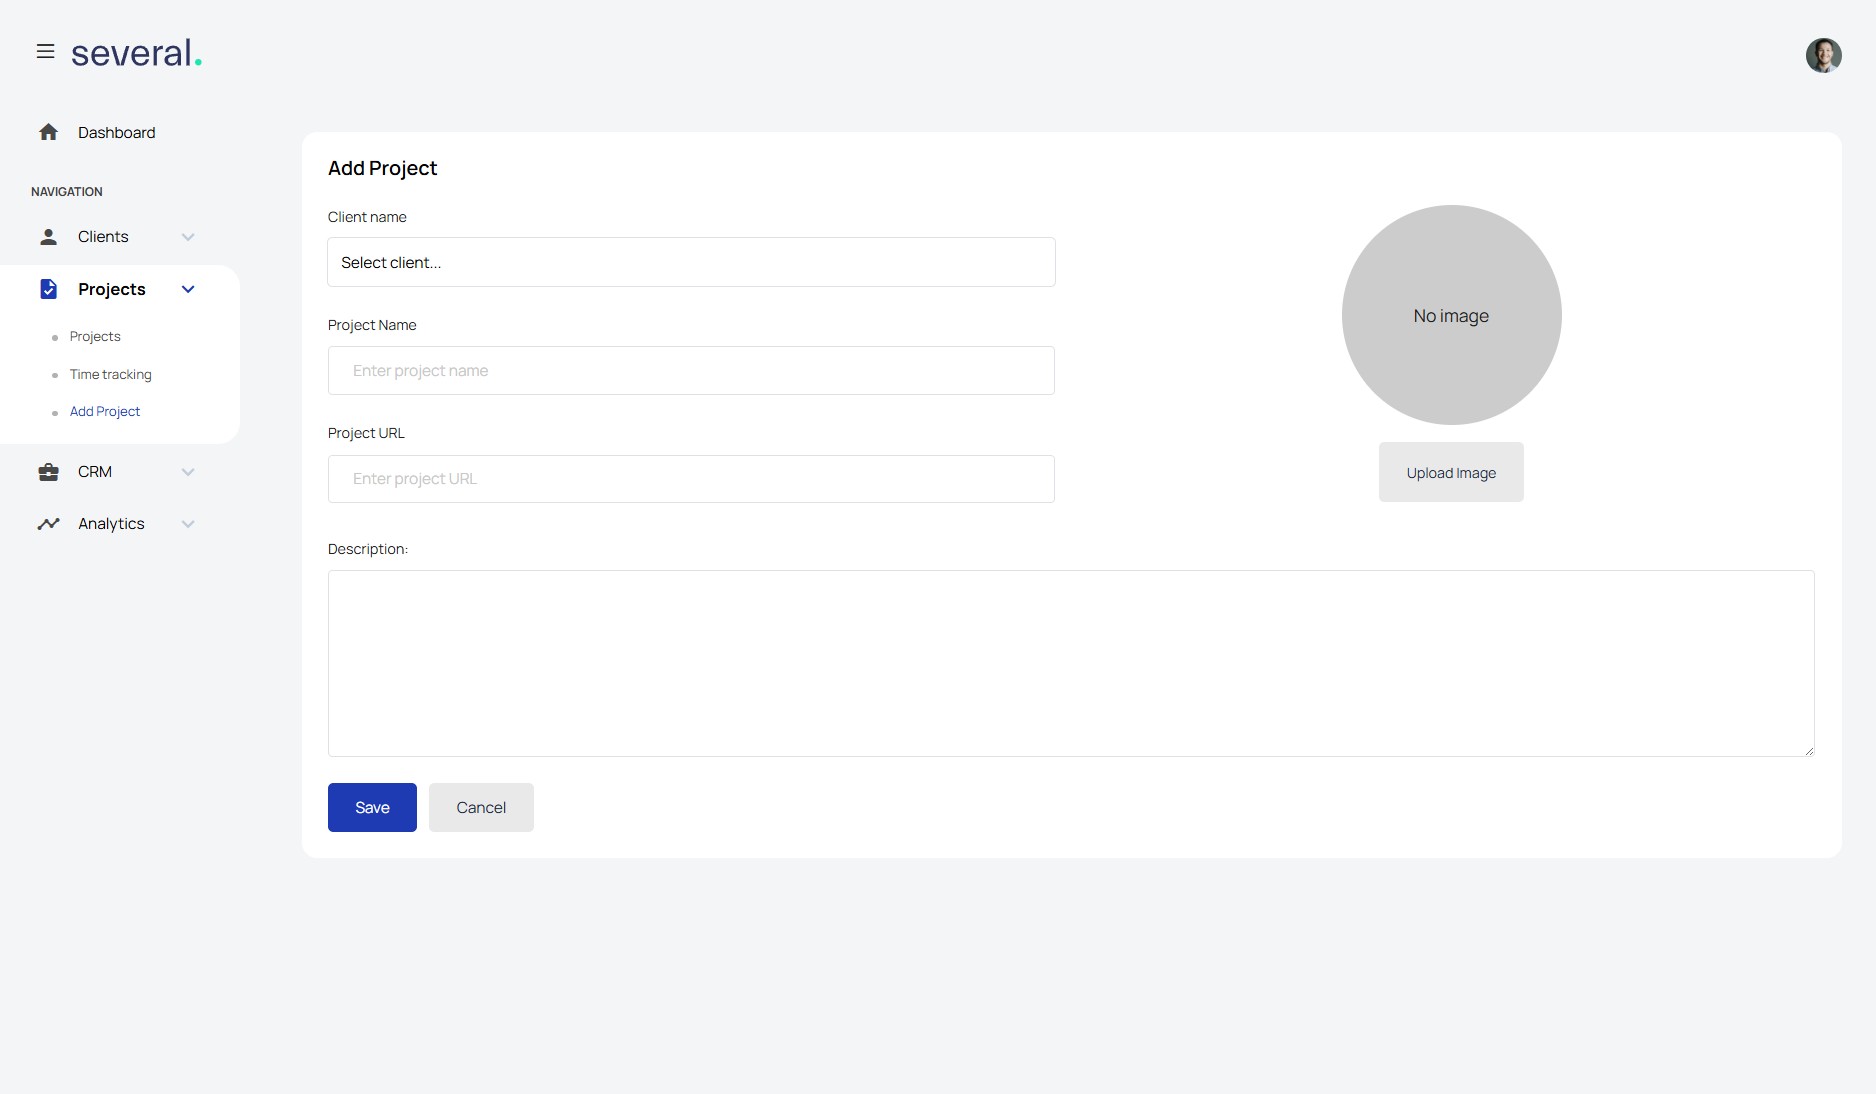 several.
Dashboard
NAVIGATION
Clients
Projects
Projects
Time tracking
Add Project
CRM
Analytics
Add Project
Client name
Select client...
Project Name
Enter project name
Project URL
Enter project URL
No image
Upload Image
Description:
Save
Cancel